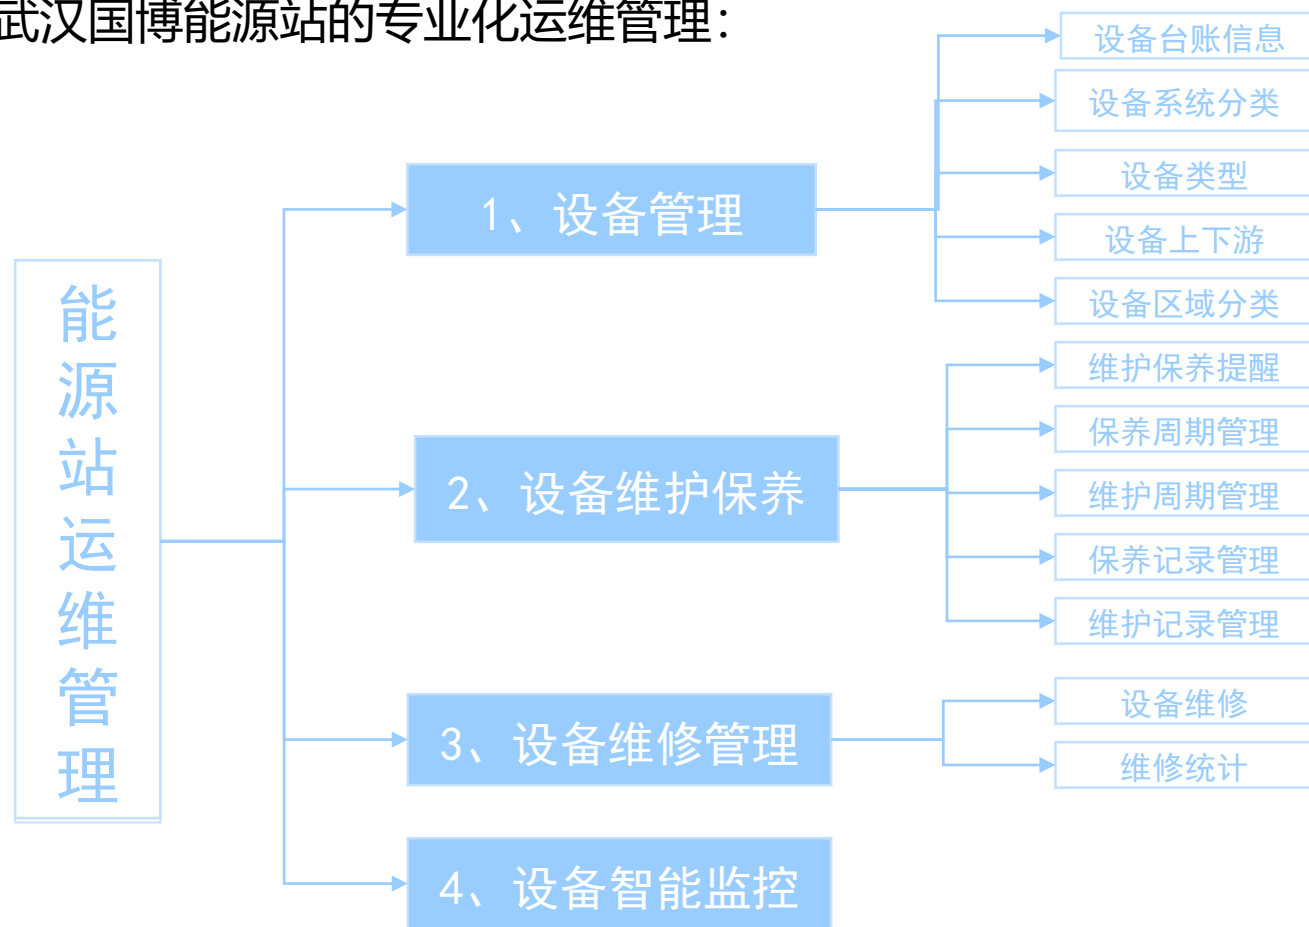 武汉国博能源站的专业化运维管理：
能源站运维管理
1、设备管理
设备台账信息
设备系统分类
设备类型
设备上下游
设备区域分类
2、设备维护保养
维护保养提醒
保养周期管理
维护周期管理
保养记录管理
维护记录管理
3、设备维修管理
设备维修
维修统计
4、设备智能监控